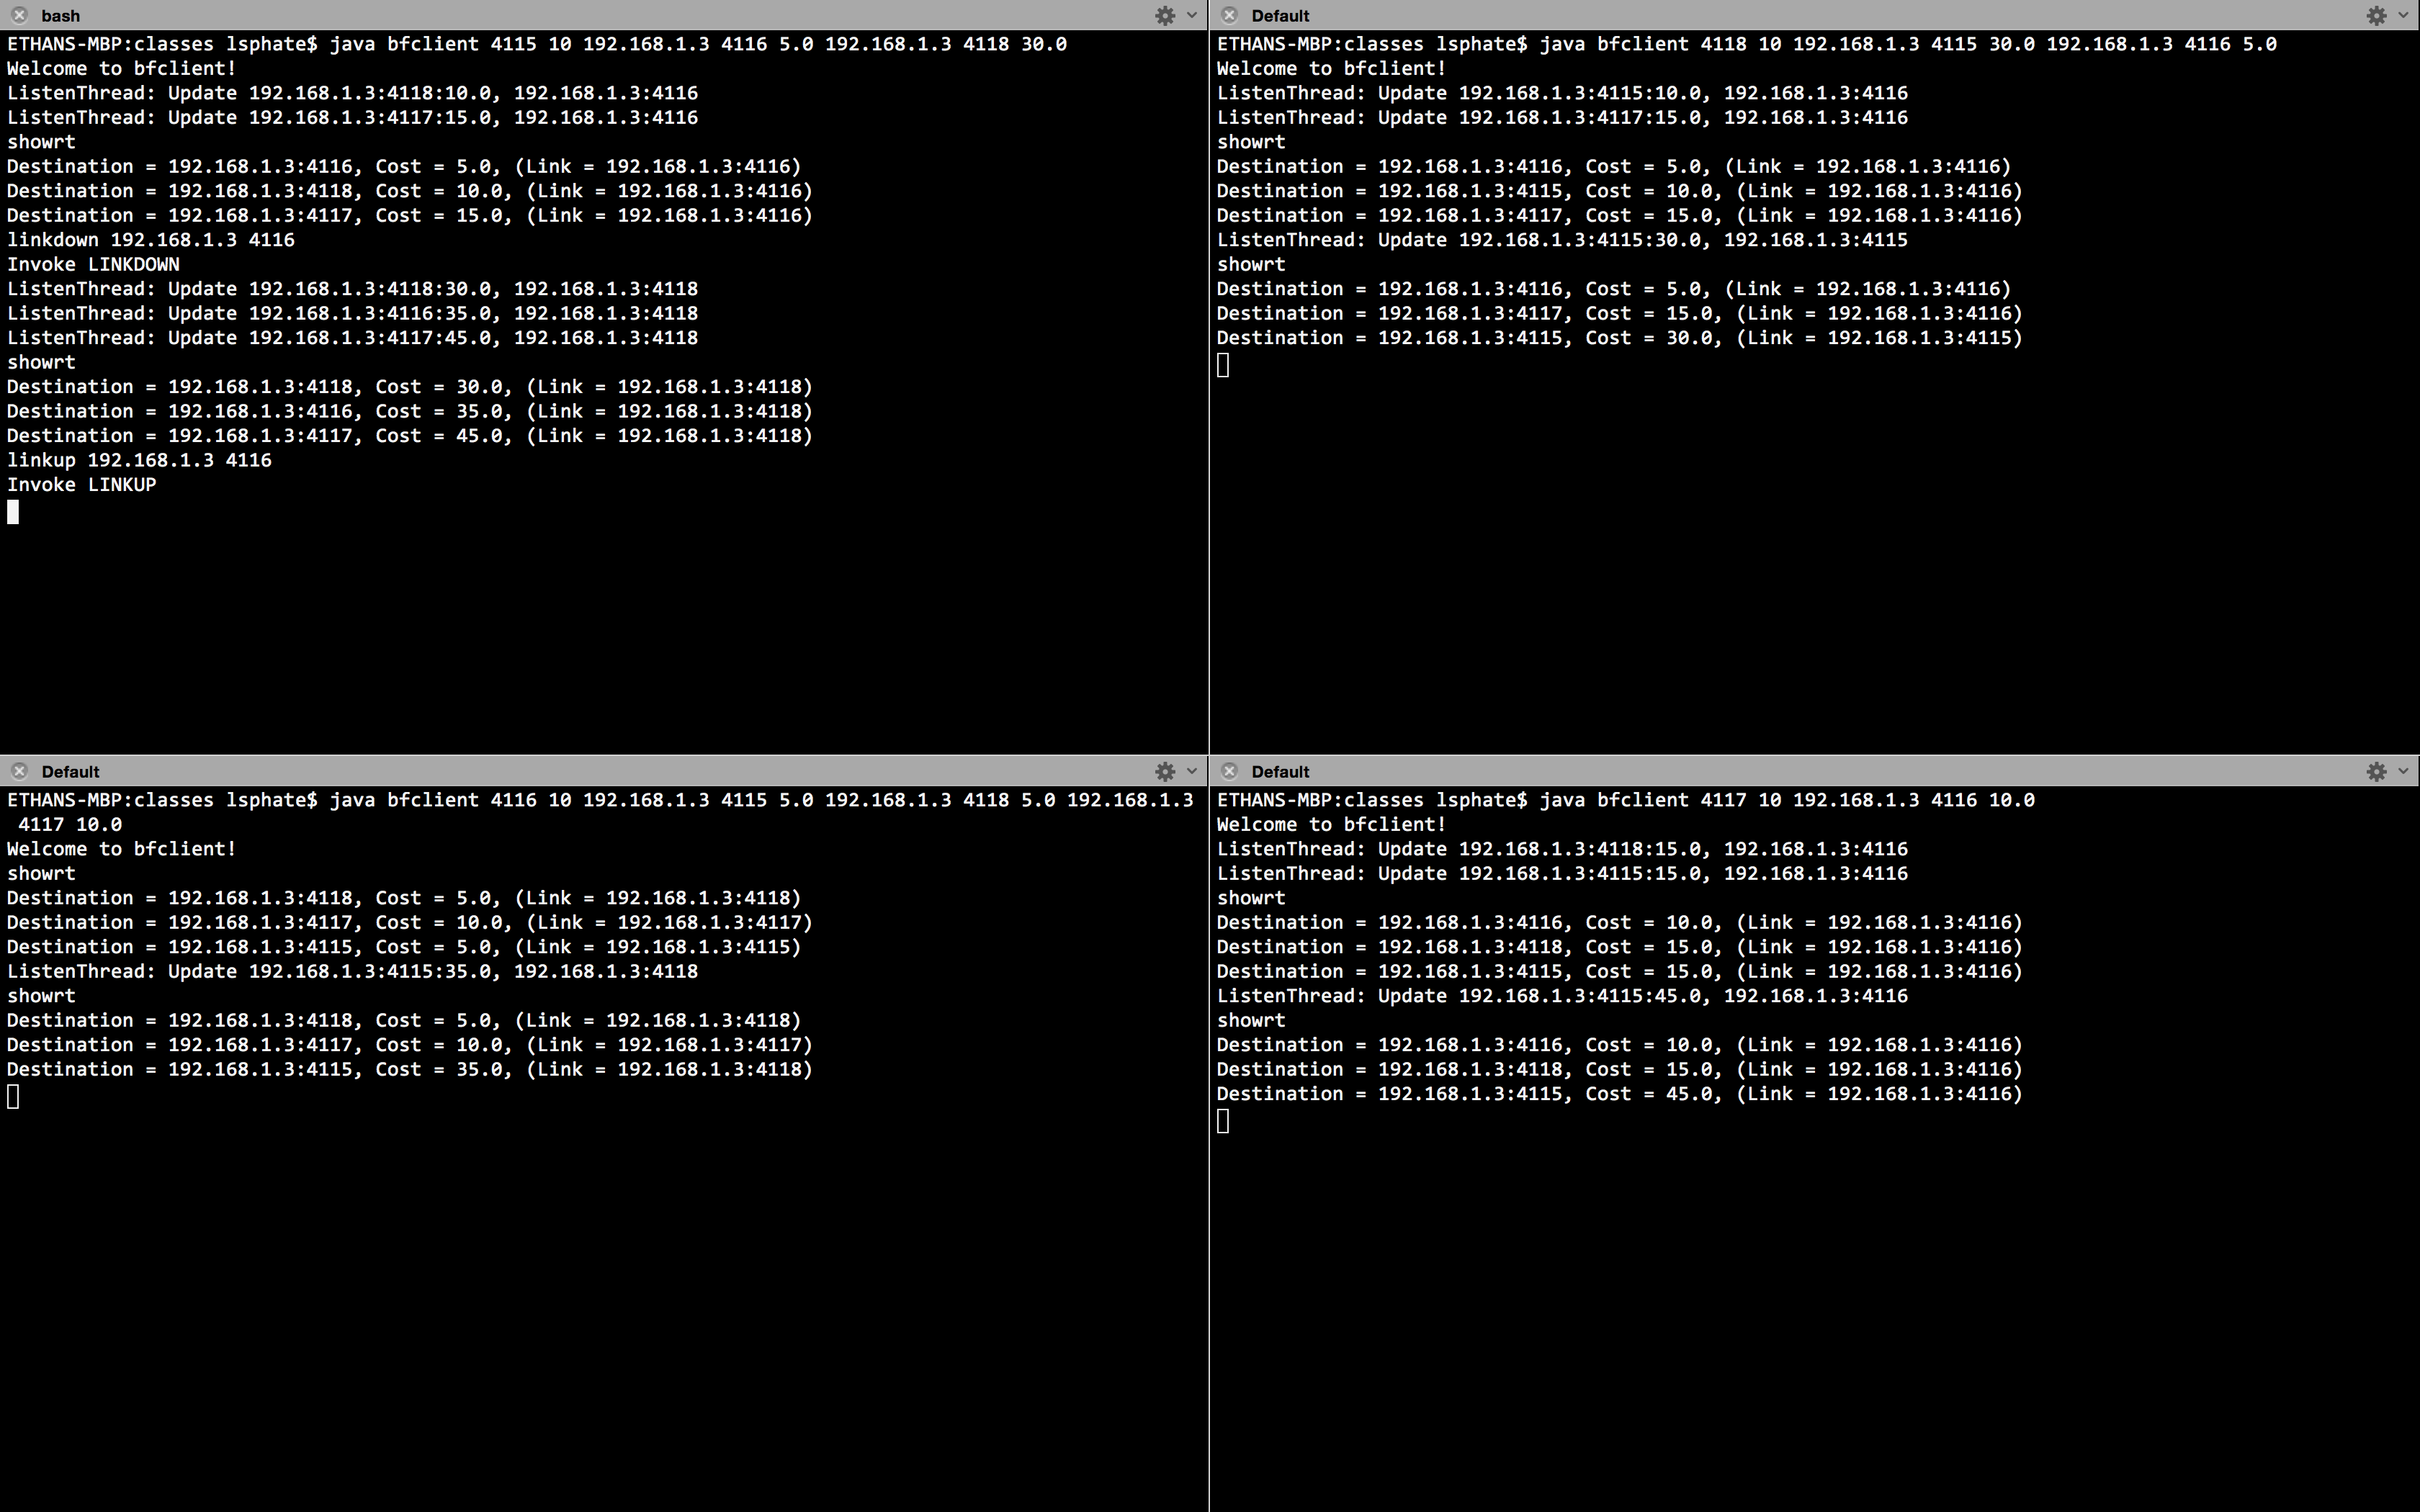 bash
ETHANS-MBP:classes lsphate$ java bfclient 4115 10 192.168.1.3 4116 5.0 192.168.1.3 4118 30.0
Welcome to bfclient!
ListenThread: Update 192.168.1.3:4118:10.0, 192.168.1.3:4116
ListenThread: Update 192.168.1.3:4117:15.0, 192.168.1.3:4116
showrt
Destination = 192.168.1.3:4116, Cost = 5.0, (Link = 192.168.1.3:4116)
Destination = 192.168.1.3:4118, Cost = 10.0, (Link = 192.168.1.3:4116)
Destination = 192.168.1.3:4117, Cost = 15.0, (Link = 192.168.1.3:4116)
linkdown 192.168.1.3 4116
Invoke LINKDOWN
ListenThread: Update 192.168.1.3:4118:30.0, 192.168.1.3:4118
ListenThread: Update 192.168.1.3:4116:35.0, 192.168.1.3:4118
ListenThread: Update 192.168.1.3:4117:45.0, 192.168.1.3:4118
showrt
Destination = 192.168.1.3:4118, Cost = 30.0, (Link = 192.168.1.3:4118)
Destination = 192.168.1.3:4116, Cost = 35.0, (Link = 192.168.1.3:4118)
Destination = 192.168.1.3:4117, Cost = 45.0, (Link = 192.168.1.3:4118)
linkup 192.168.1.3 4116
Invoke LINKUP
Default
ETHANS-MBP:classes lsphate$ java bfclient 4118 10 192.168.1.3 4115 30.0 192.168.1.3 4116 5.0
Welcome to bfclient!
ListenThread: Update 192.168.1.3:4115:10.0, 192.168.1.3:4116
ListenThread: Update 192.168.1.3:4117:15.0, 192.168.1.3:4116
showrt
Destination = 192.168.1.3:4116, Cost = 5.0, (Link = 192.168.1.3:4116)
Destination = 192.168.1.3:4115, Cost = 10.0, (Link = 192.168.1.3:4116)
Destination = 192.168.1.3:4117, Cost = 15.0, (Link = 192.168.1.3:4116)
ListenThread: Update 192.168.1.3:4115:30.0, 192.168.1.3:4115
showrt
Destination = 192.168.1.3:4116, Cost = 5.0, (Link = 192.168.1.3:4116)
Destination = 192.168.1.3:4117, Cost = 15.0, (Link = 192.168.1.3:4116)
Destination = 192.168.1.3:4115, Cost = 30.0, (Link = 192.168.1.3:4115)
Default
ETHANS-MBP:classes lsphate$ java bfclient 4116 10 192.168.1.3 4115 5.0 192.168.1.3 4118 5.0 192.168.1.3
4117 10.0
Welcome to bfclient!
showrt
Destination = 192.168.1.3:4118, Cost = 5.0, (Link = 192.168.1.3:4118)
Destination = 192.168.1.3:4117, Cost = 10.0, (Link = 192.168.1.3:4117)
Destination = 192.168.1.3:4115, Cost = 5.0, (Link = 192.168.1.3:4115)
ListenThread: Update 192.168.1.3:4115:35.0, 192.168.1.3:4118
showrt
Destination = 192.168.1.3:4118, Cost = 5.0, (Link = 192.168.1.3:4118)
Destination = 192.168.1.3:4117, Cost = 10.0, (Link = 192.168.1.3:4117)
Destination = 192.168.1.3:4115, Cost = 35.0, (Link = 192.168.1.3:4118)
Default
ETHANS-MBP:classes lsphate$ java bfclient 4117 10 192.168.1.3 4116 10.0
Welcome to bfclient!
ListenThread: Update 192.168.1.3:4118:15.0, 192.168.1.3:4116
ListenThread: Update 192.168.1.3:4115:15.0, 192.168.1.3:4116
showrt
Destination = 192.168.1.3:4116, Cost = 10.0, (Link = 192.168.1.3:4116)
Destination = 192.168.1.3:4118, Cost = 15.0, (Link = 192.168.1.3:4116)
Destination = 192.168.1.3:4115, Cost = 15.0, (Link = 192.168.1.3:4116)
ListenThread: Update 192.168.1.3:4115:45.0, 192.168.1.3:4116
showrt
Destination = 192.168.1.3:4116, Cost = 10.0, (Link = 192.168.1.3:4116)
Destination = 192.168.1.3:4118, Cost = 15.0, (Link = 192.168.1.3:4116)
Destination = 192.168.1.3:4115, Cost = 45.0, (Link = 192.168.1.3:4116)